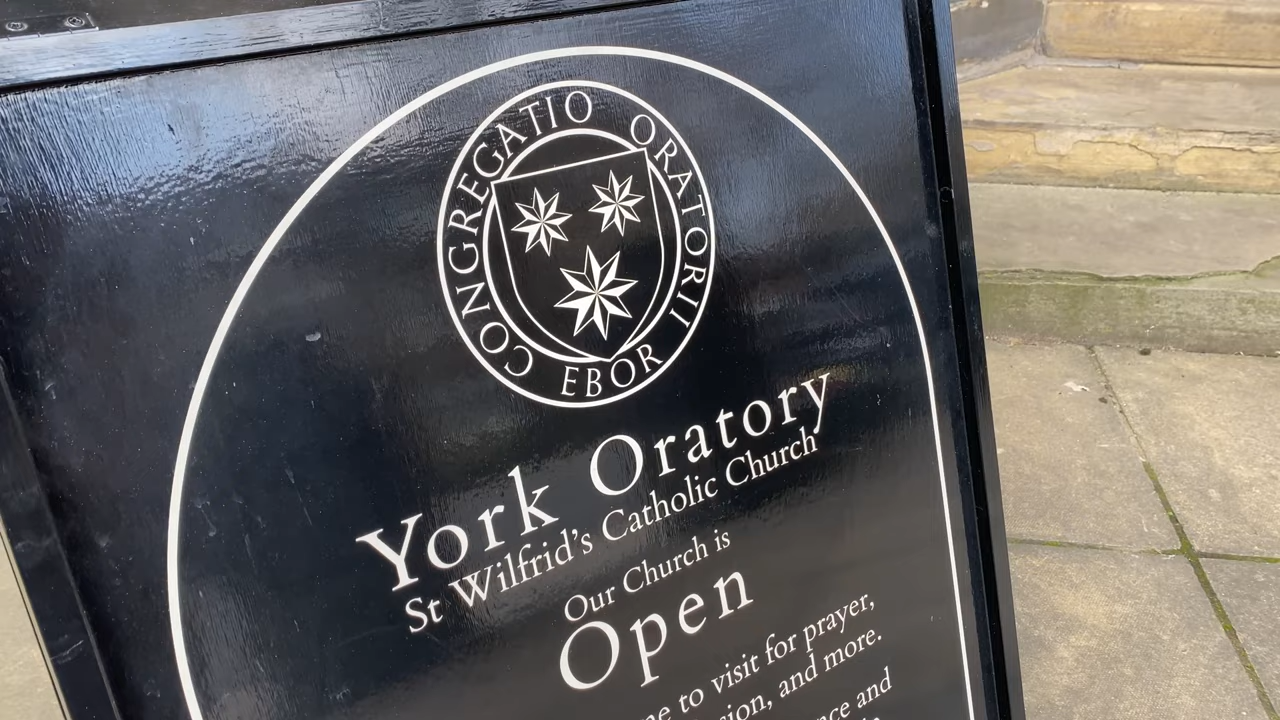 CONGREGATIO ORATORII EBOR
York Oratory
St Wilfrid's Catholic Church
Our Church is
Open
to visit for prayer,
and more.
and